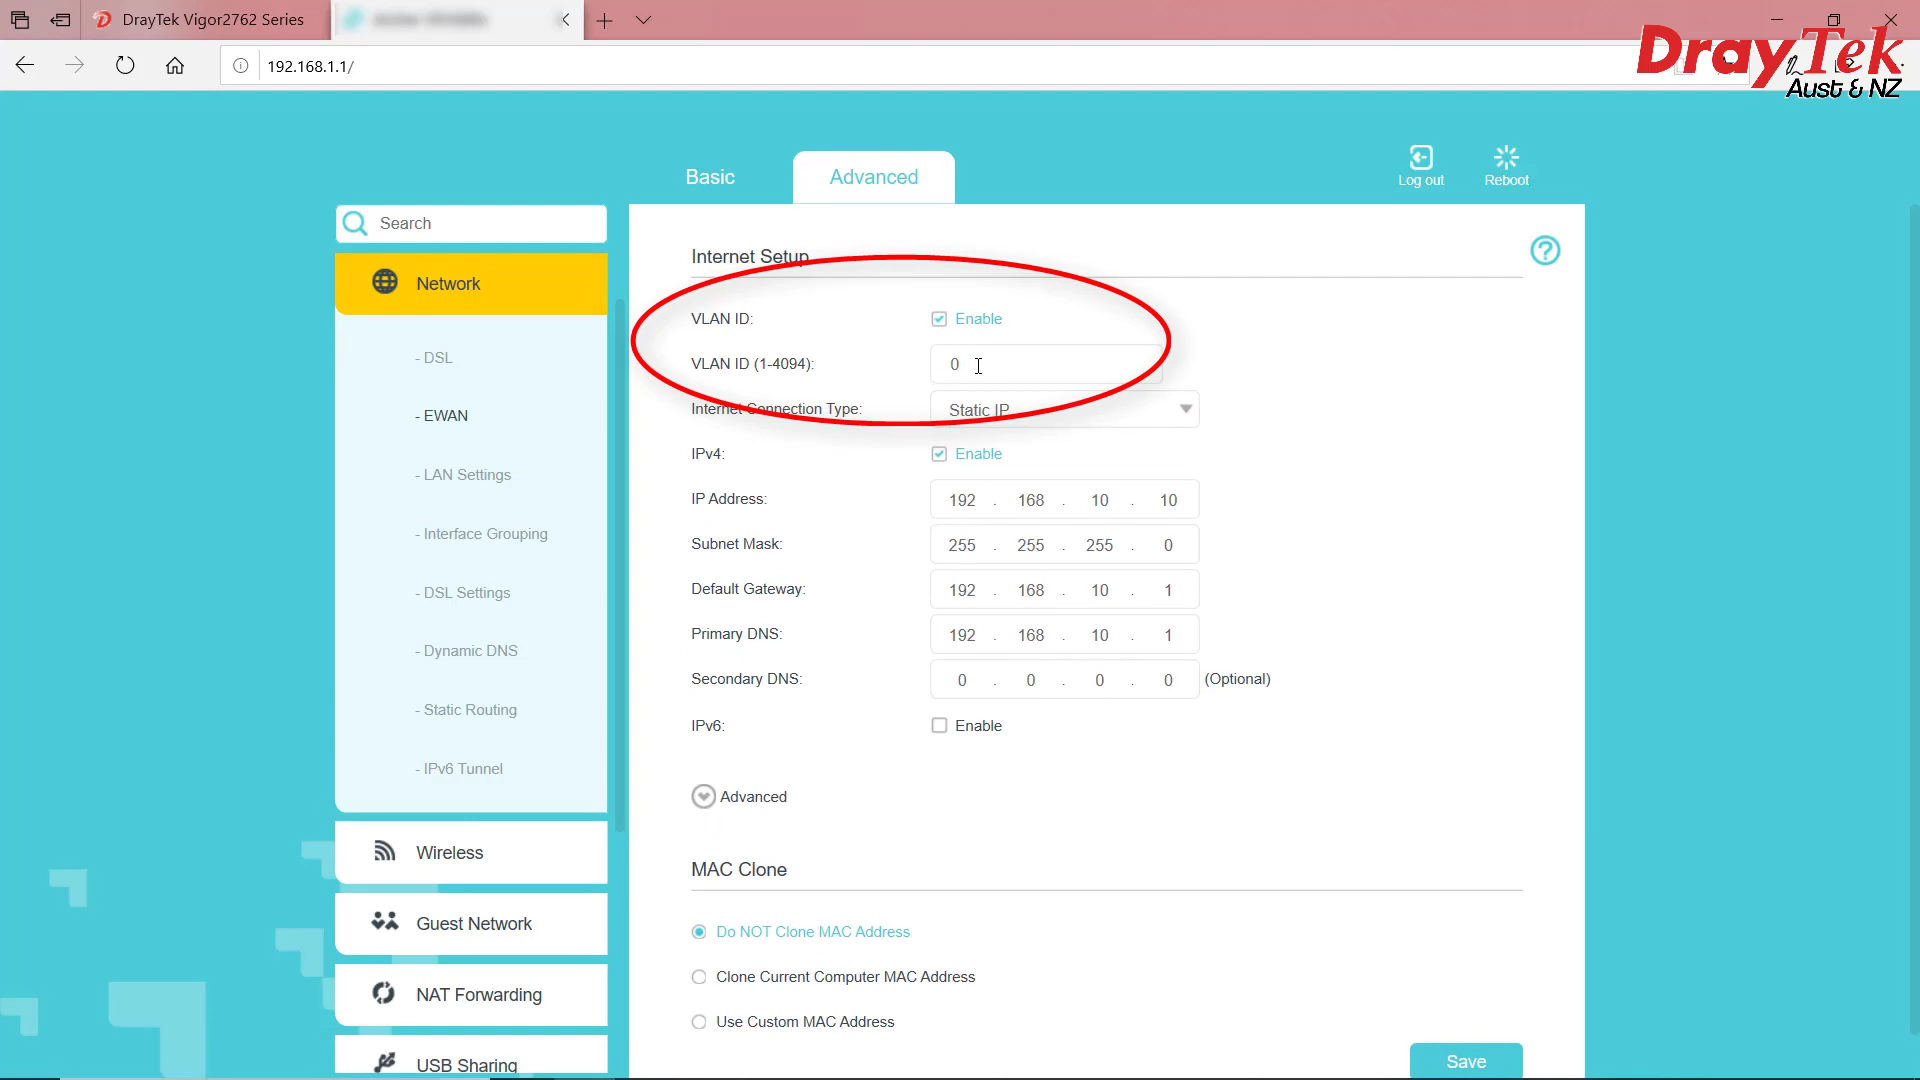 DrayTek Vigor2762 Series
192.168.1.1/
DrayTek
Aust & NZ
Basic
Advanced
Log out
Reboot
Search
Network
- DSL
- EWAN
- LAN Settings
- Interface Grouping
- DSL Settings
- Dynamic DNS
- Static Routing
- IPv6 Tunnel
Wireless
Guest Network
NAT Forwarding
USB Sharing
Internet Setup
VLAN ID: Enable
VLAN ID (1-4094): 0
Internet Connection Type: Static IP
IPv4: Enable
IP Address: 192 . 168 . 10 . 10
Subnet Mask: 255 . 255 . 255 . 0
Default Gateway: 192 . 168 . 10 . 1
Primary DNS: 192 . 168 . 10 . 1
Secondary DNS: 0 . 0 . 0 . 0 (Optional)
IPv6: Enable
Advanced
MAC Clone
Do NOT Clone MAC Address
Clone Current Computer MAC Address
Use Custom MAC Address
Save